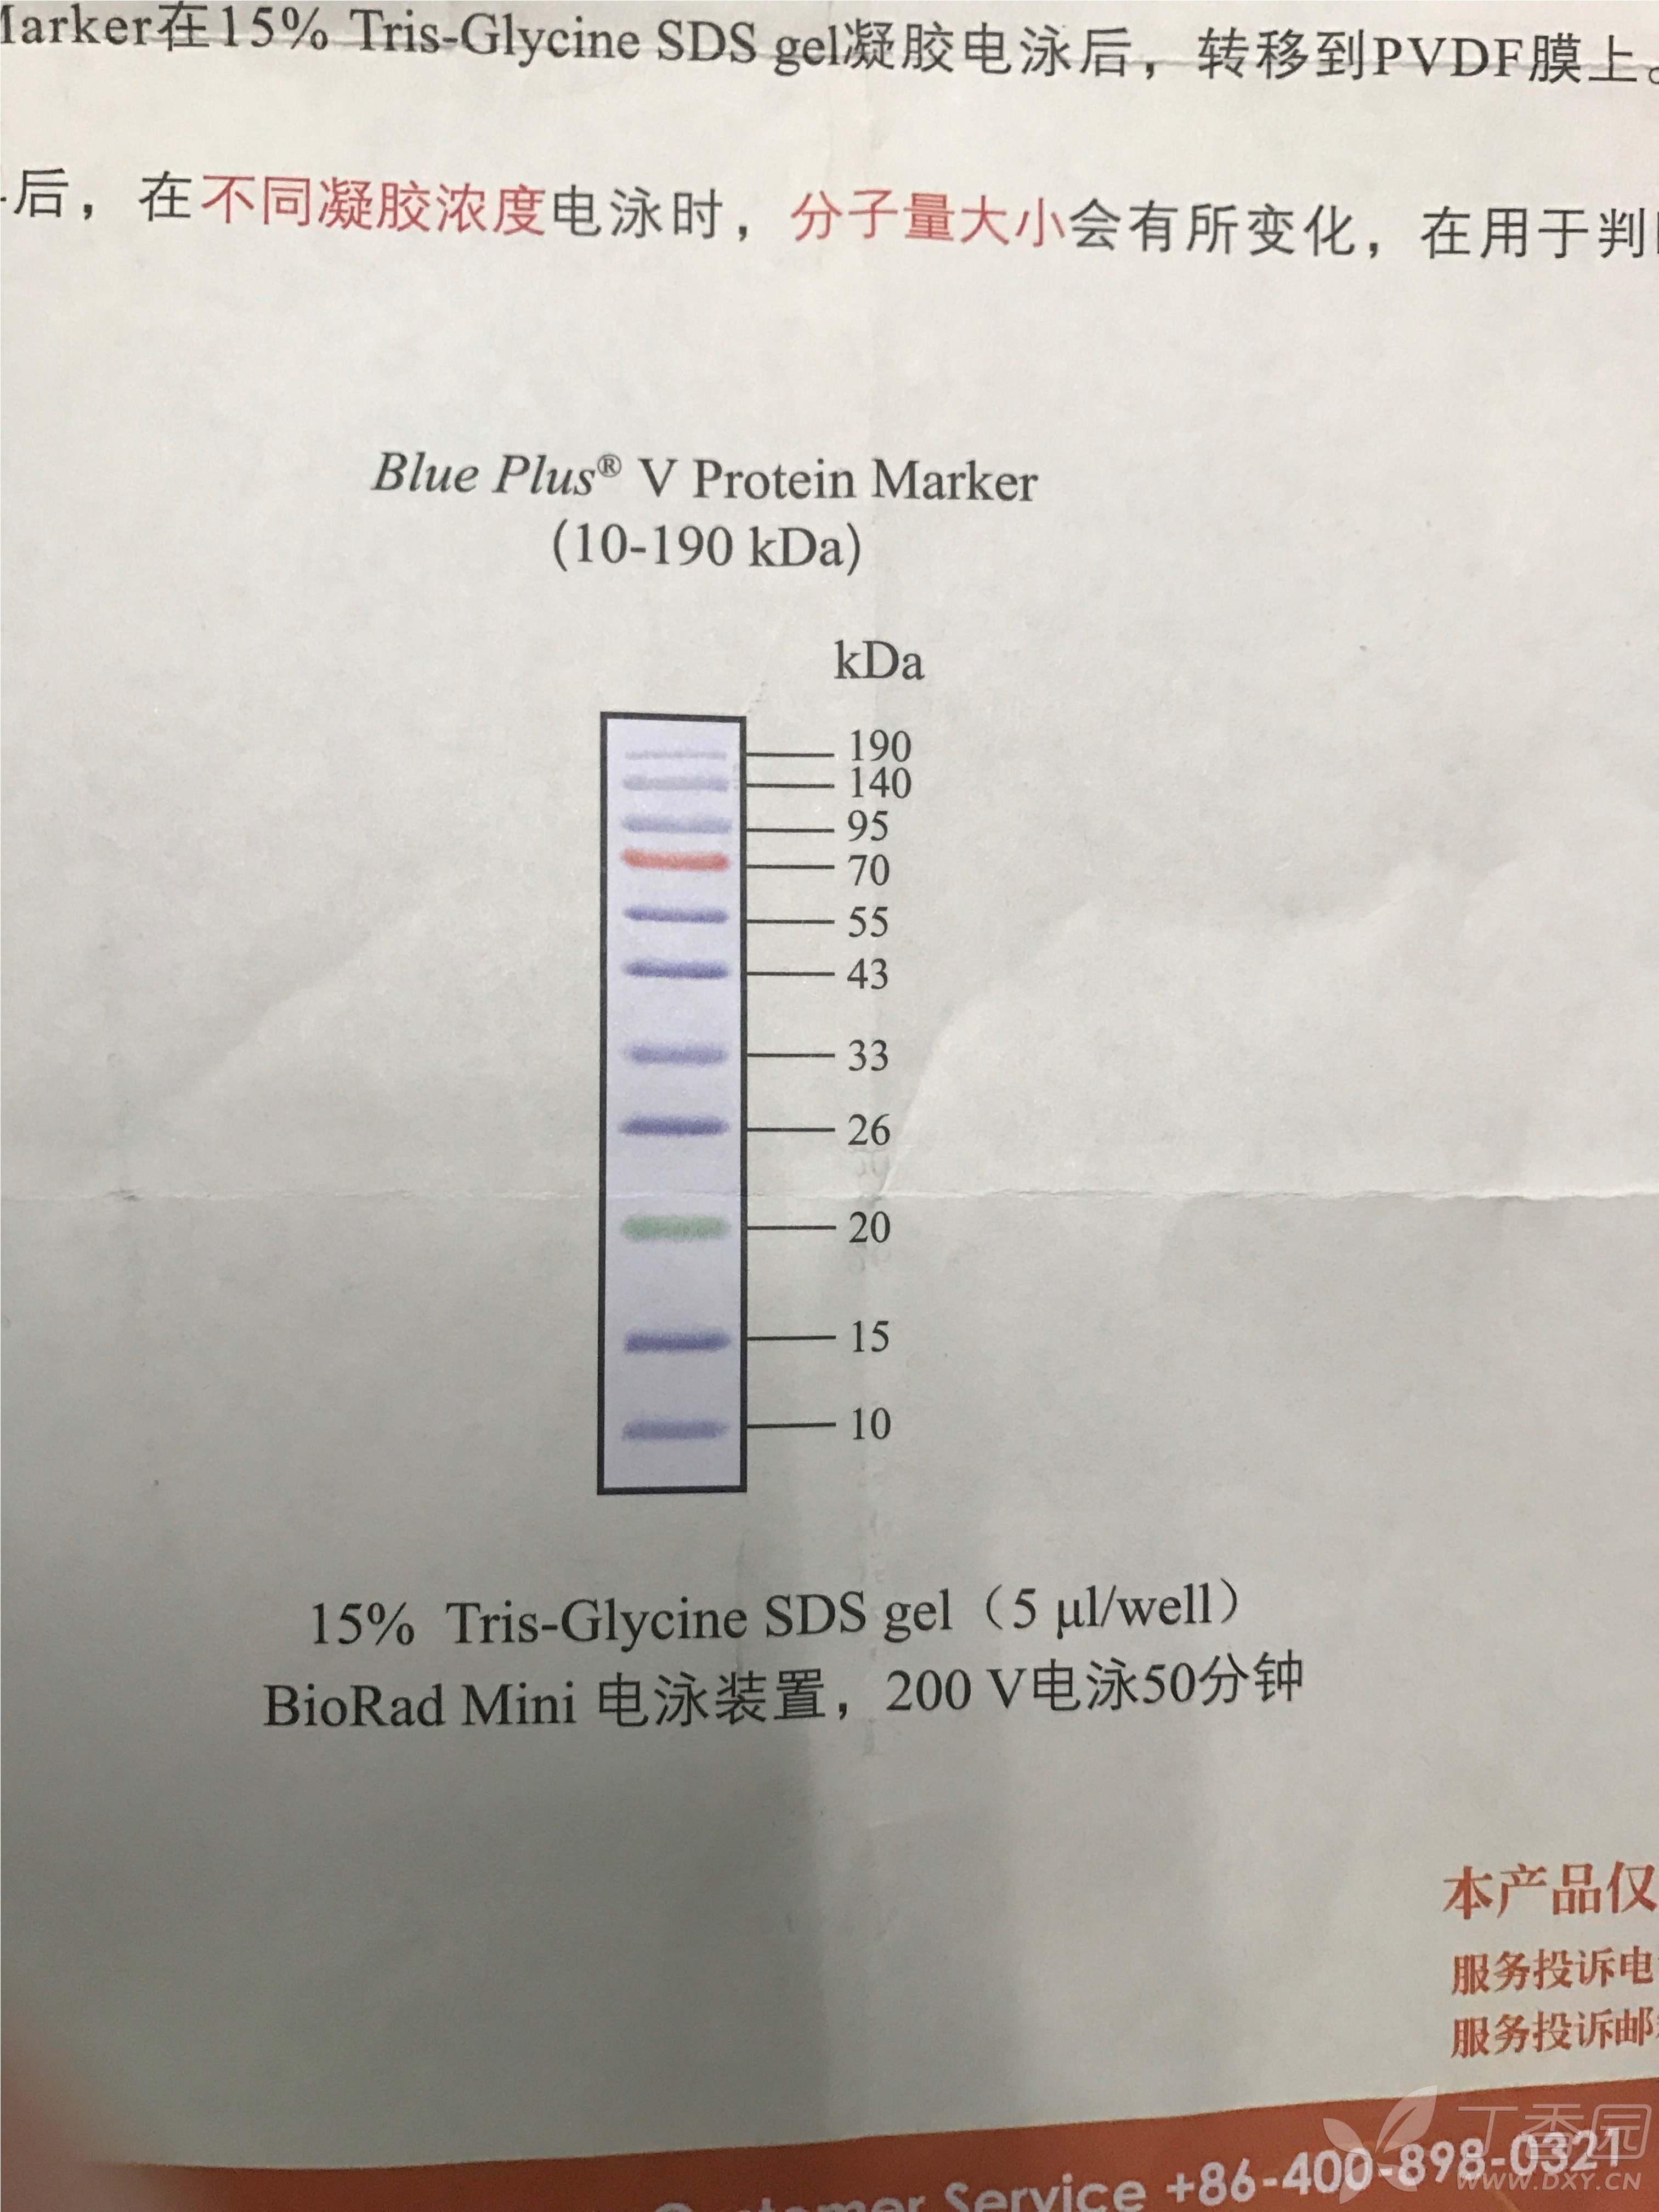 Marker在15% Tris-Glycine SDS gel凝胶电泳后，转移到PVDF膜上。
后，在不同凝胶浓度电泳时，分子量大小会有所变化，在用于判
Blue Plus® V Protein Marker
(10-190 kDa)
kDa
190
140
95
70
55
43
33
26
20
15
10
15% Tris-Glycine SDS gel（5 μl/well）
BioRad Mini 电泳装置，200 V电泳50分钟
本产品仅
服务投诉电
服务投诉邮
Customer Service +86-400-898-0321
丁香园
WWW.DXY.CN